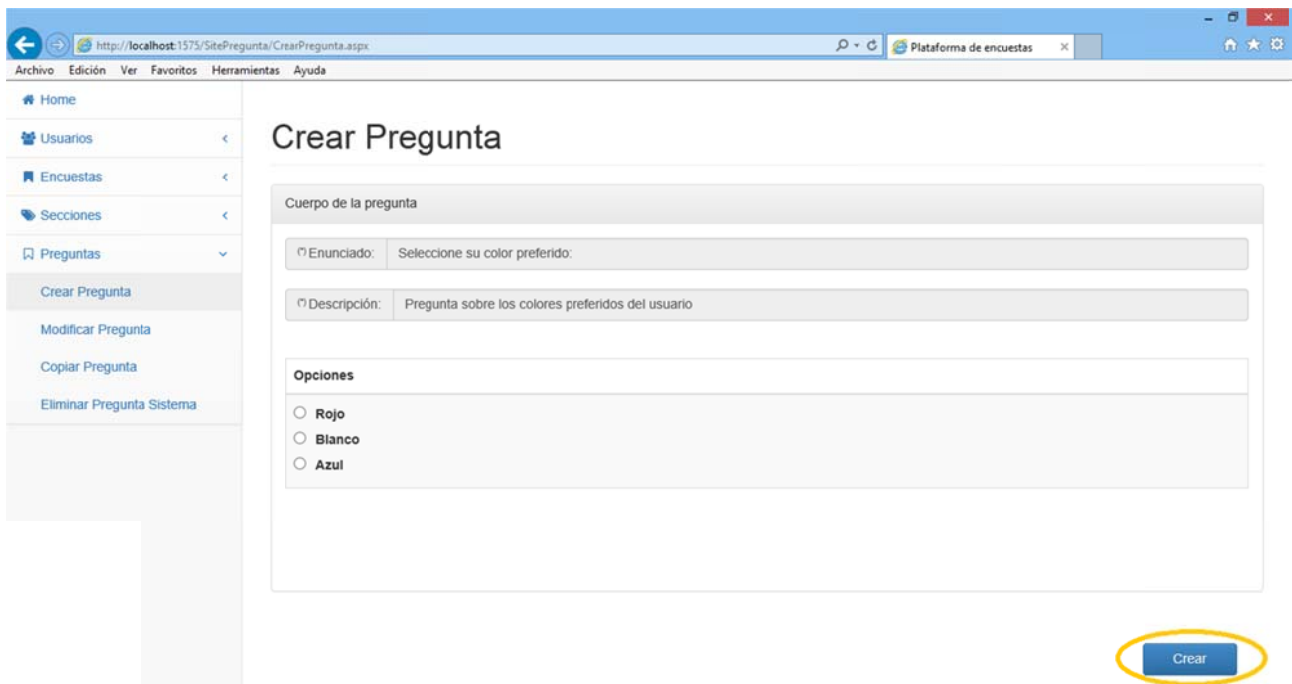 http://localhost:1575/SitePregunta/CrearPregunta.aspx
Plataforma de encuestas
Archivo Edición Ver Favoritos Herramientas Ayuda
Home
Usuarios
Encuestas
Secciones
Preguntas
Crear Pregunta
Modificar Pregunta
Copiar Pregunta
Eliminar Pregunta Sistema
Crear Pregunta
Cuerpo de la pregunta
(*) Enunciado: Seleccione su color preferido:
(*) Descripción: Pregunta sobre los colores preferidos del usuario
Opciones
Rojo
Blanco
Azul
Crear